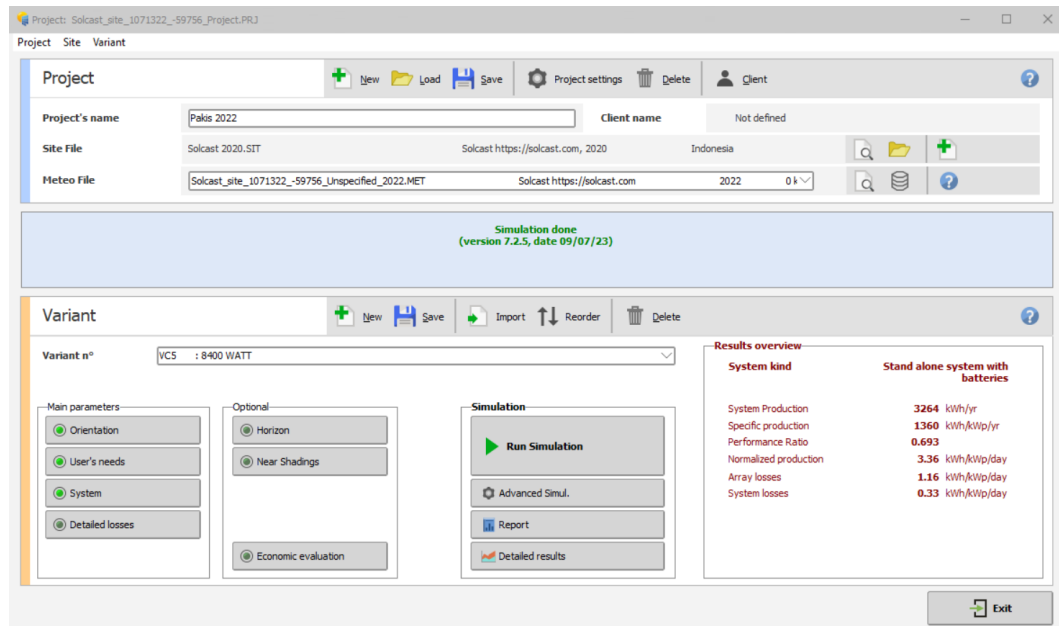 Project: Solcast_site_1071322_-59756_Project.PRJ
Project Site Variant
Project
New Load Save Project settings Delete Client
Project's name Pakis 2022 Client name Not defined
Site File Solcast 2020.SIT Solcast https://solcast.com, 2020 Indonesia
Meteo File Solcast_site_1071322_-59756_Unspecified_2022.MET Solcast https://solcast.com 2022 0 k
Simulation done
(version 7.2.5, date 09/07/23)
Variant
New Save Import Reorder Delete
Variant n° VC5 : 8400 WATT
Main parameters
Orientation
User's needs
System
Detailed losses
Optional
Horizon
Near Shadings
Economic evaluation
Simulation
Run Simulation
Advanced Simul.
Report
Detailed results
Results overview
System kind Stand alone system with
batteries
System Production 3264 kWh/yr
Specific production 1360 kWh/kWp/yr
Performance Ratio 0.693
Normalized production 3.36 kWh/kWp/day
Array losses 1.16 kWh/kWp/day
System losses 0.33 kWh/kWp/day
Exit